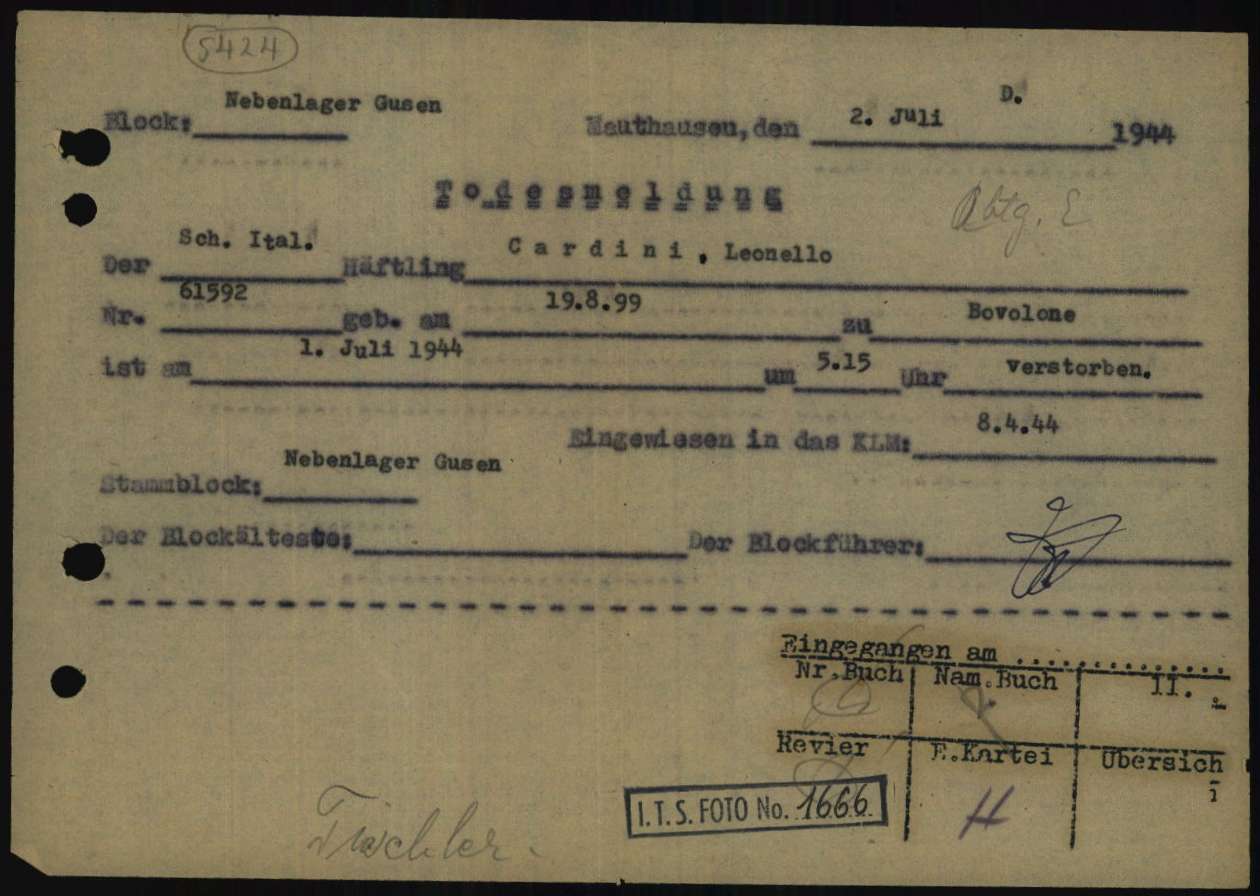 5424
D.
Block: Nebenlager Gusen Mauthausen, den 2. Juli 1944
Todesmeldung
Abtg. E
Der Sch. Ital. Häftling Cardini, Leonello
Nr. 61592 geb. am 19.8.99 zu Bovolone
ist am 1. Juli 1944 um 5.15 Uhr verstorben.
Eingewiesen in das KLM: 8.4.44
Stammblock: Nebenlager Gusen
Der Blockälteste: Der Blockführer:
Eingegangen am ..............
Nr.Buch Nam.Buch II.
Revier E.Kartei Übersich
H
I.T.S. FOTO No. 1666
Tischler.